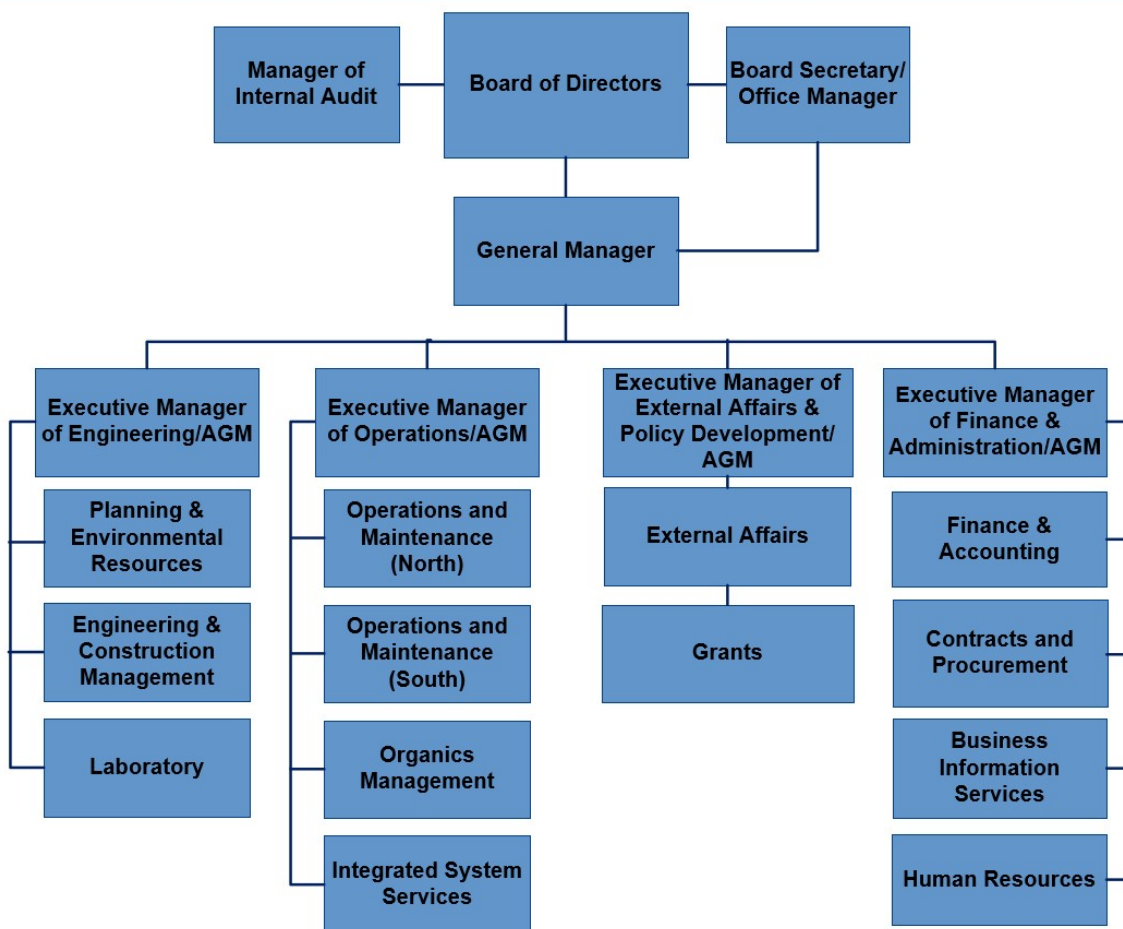 Manager of
Internal Audit
Board of Directors
Board Secretary/
Office Manager
General Manager
Executive Manager
of Engineering/AGM
Planning &
Environmental
Resources
Engineering &
Construction
Management
Laboratory
Executive Manager
of Operations/AGM
Operations and
Maintenance
(North)
Operations and
Maintenance
(South)
Organics
Management
Integrated System
Services
Executive Manager of
External Affairs &
Policy Development/
AGM
External Affairs
Grants
Executive Manager
of Finance &
Administration/AGM
Finance &
Accounting
Contracts and
Procurement
Business
Information
Services
Human Resources